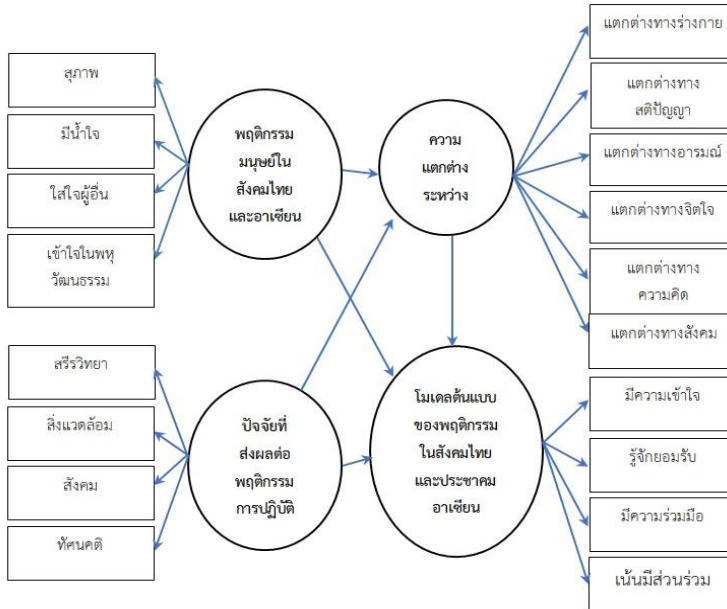 สุภาพ
มีน้ำใจ
ใส่ใจผู้อื่น
เข้าใจในพหุ
วัฒนธรรม
พฤติกรรม
มนุษย์ใน
สังคมไทย
และอาเซียน
ความ
แตกต่าง
ระหว่าง
แตกต่างทางร่างกาย
แตกต่างทาง
สติปัญญา
แตกต่างทางอารมณ์
แตกต่างทางจิตใจ
แตกต่างทาง
ความคิด
แตกต่างทางสังคม
สรีรวิทยา
สิ่งแวดล้อม
สังคม
ทัศนคติ
ปัจจัยที่
ส่งผลต่อ
พฤติกรรม
การปฏิบัติ
โมเดลต้นแบบ
ของพฤติกรรม
ในสังคมไทย
และประชาคม
อาเซียน
มีความเข้าใจ
รู้จักยอมรับ
มีความร่วมมือ
เน้นมีส่วนร่วม